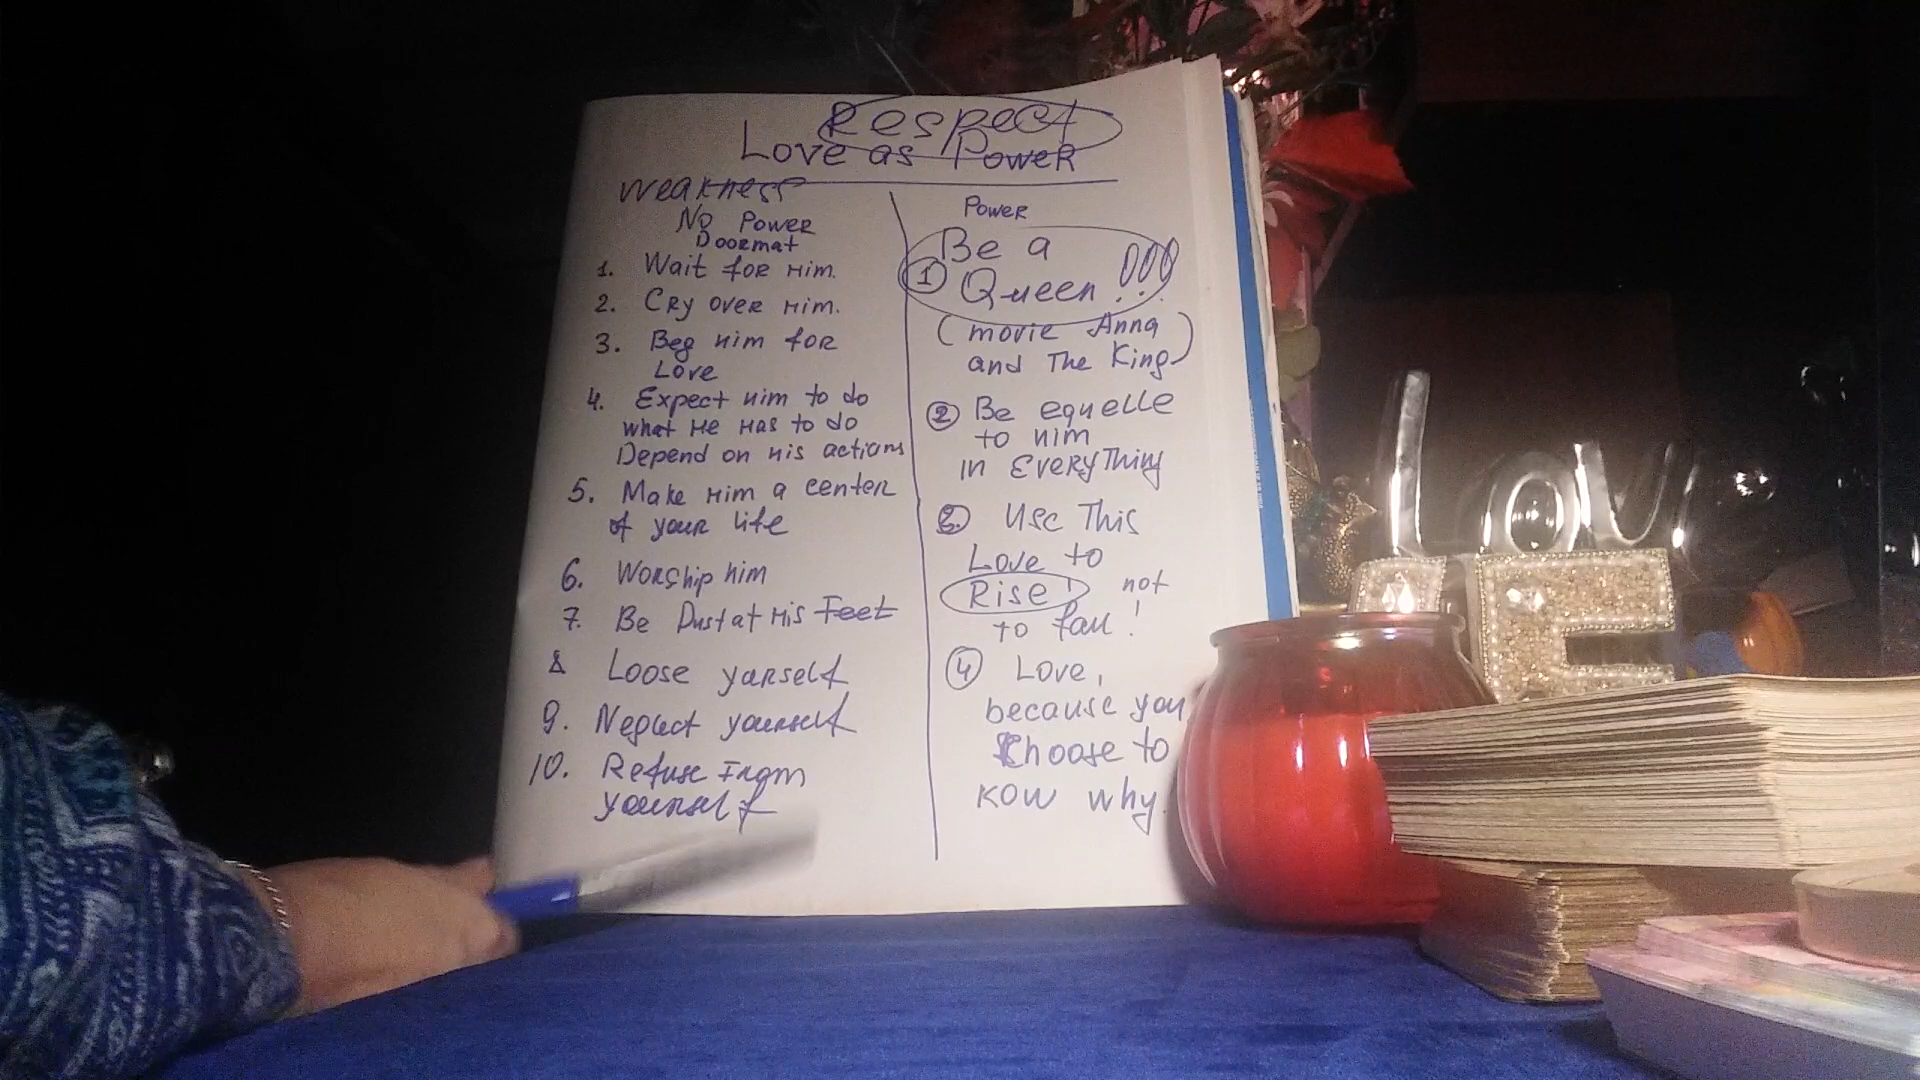 Respect
Love as Power
Weakness
No Power
Doormat
1. Wait for Him.
2. Cry over Him.
3. Beg Him for
Love
4. Expect Him to do
what He Has to do
Depend on His actions
5. Make Him a center
of your life
6. Worship him
7. Be Dust at His Feet
8 Loose yourself
9. Neglect yourself
10. Refuse From
yourself
Power
Be a
1 Queen !!!
(movie Anna
and The King)
2 Be equelle
to Him
in EveryThing
3. Use This
Love to
Rise! not
to fall!
4 Love,
because you
Choose to
KOW why.
LOV
E